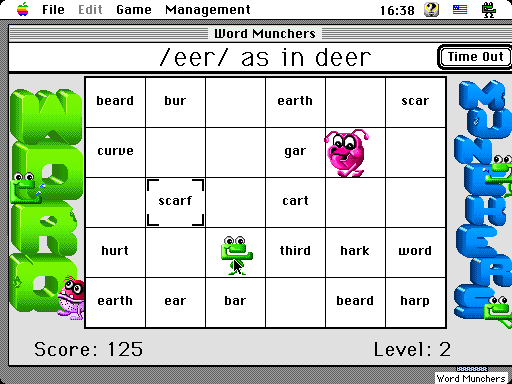 File Edit Game Management 16:38
Word Munchers
/eer/ as in deer
Time Out
WORD
MUNCHERS
beard bur earth scar
curve gar
scarf cart
hurt third hark word
earth ear bar beard harp
Score: 125 Level: 2
Word Munchers